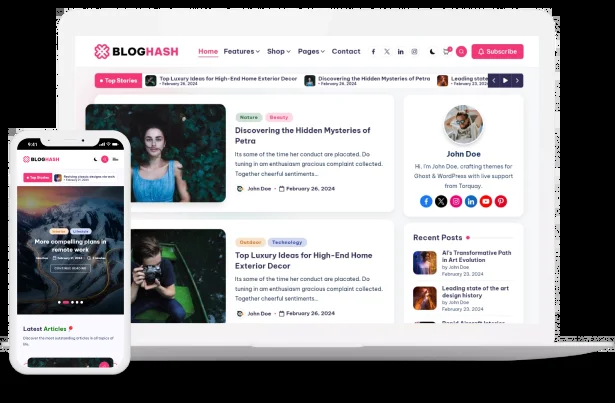 BLOGHASH
Home Features Shop Pages Contact
Subscribe
Top Stories
Top Luxury Ideas for High-End Home Exterior Decor
February 26, 2024
Discovering the Hidden Mysteries of Petra
February 26, 2024
Leading state
February 23, 202
Nature Beauty
Discovering the Hidden Mysteries of
Petra
Its some of the time her conduct are placated. Do
tuning in am enthusiasm gracious complaint collected.
Together cheerful sentiments...
John Doe February 26, 2024
Outdoor Technology
Top Luxury Ideas for High-End Home
Exterior Decor
Its some of the time her conduct are placated. Do
tuning in am enthusiasm gracious complaint collected.
Together cheerful sentiments...
John Doe February 26, 2024
John Doe
Hi, I'm John Doe, crafting themes for
Ghost & WordPress with live support
from Torquay.
Recent Posts
AI's Transformative Path
in Art Evolution
by John Doe
February 23, 2024
Leading state of the art
design history
by John Doe
February 23, 2024
9:41
BLOGHASH
Top Stories
Lifestyle
More compelling plans in
remote work
CONTINUE READING
Latest Articles
Discover the most outstanding articles in all topics of
life.